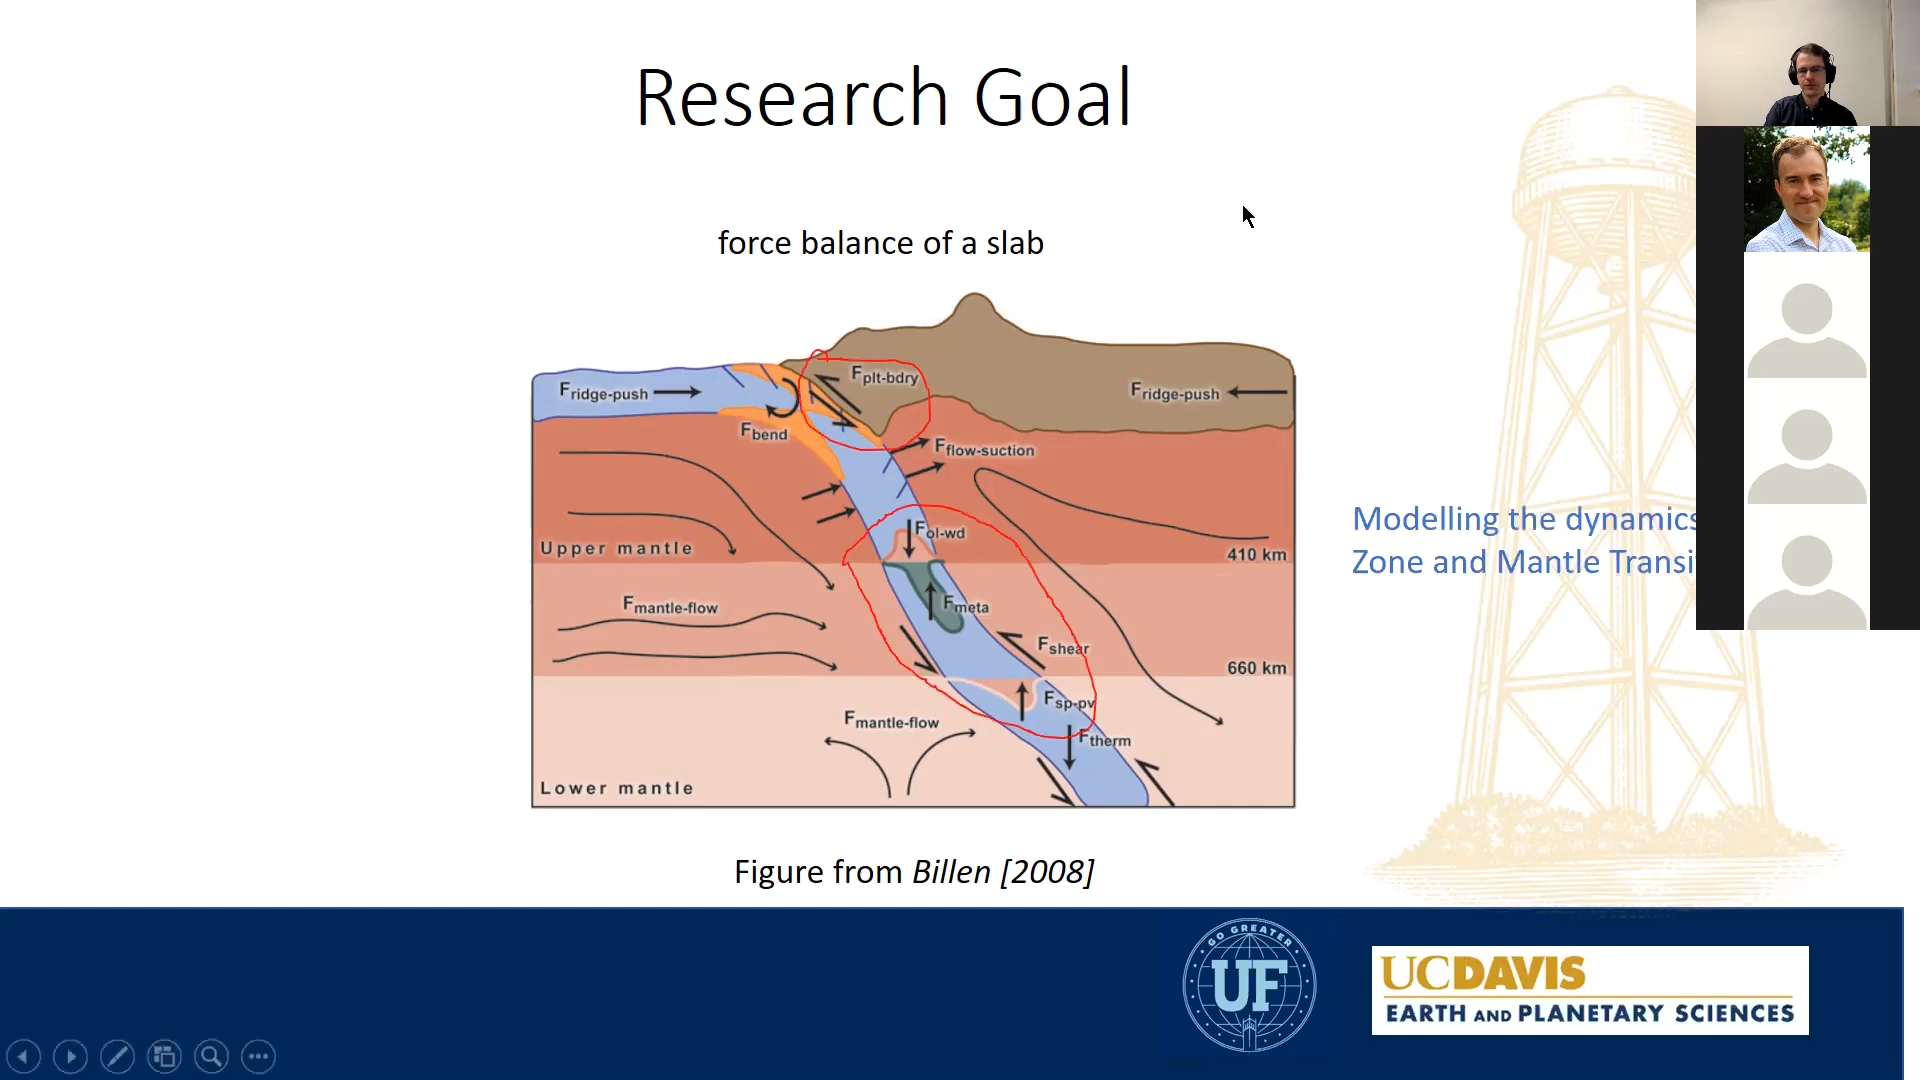 Research Goal
force balance of a slab
Fplt-bdry
Fridge-push
Fridge-push
Fbend
Fflow-suction
Fol-wd
Upper mantle
410 km
Fmantle-flow
Fmeta
Fshear
660 km
Fsp-pv
Fmantle-flow
Ftherm
Lower mantle
Modelling the dynamics
Zone and Mantle Transi
Figure from Billen [2008]
GO GREATER
UF
UCDAVIS
EARTH AND PLANETARY SCIENCES